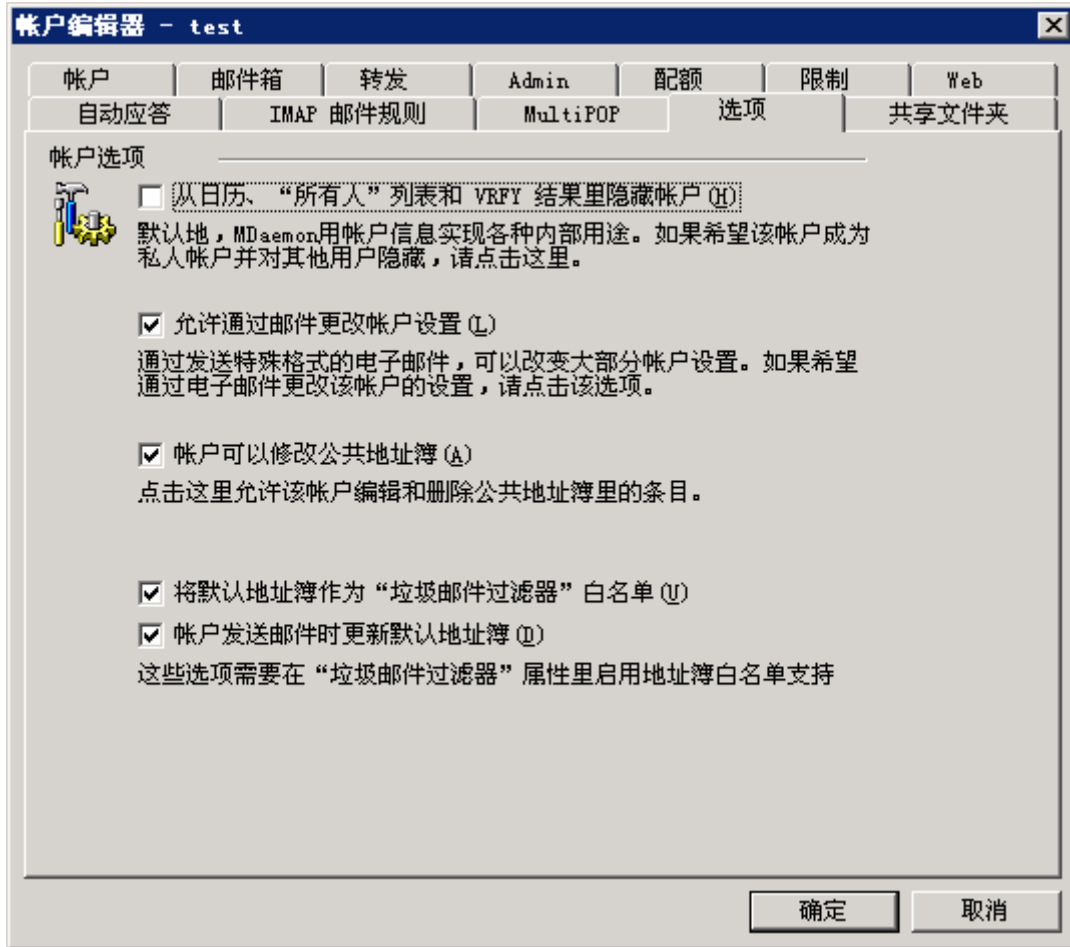 帐户编辑器 - test
帐户 邮件箱 转发 Admin 配额 限制 Web
自动应答 IMAP 邮件规则 MultiPOP 选项 共享文件夹
帐户选项
从日历、“所有人”列表和 VRFY 结果里隐藏帐户(H)
默认地，MDaemon用帐户信息实现各种内部用途。如果希望该帐户成为
私人帐户并对其他用户隐藏，请点击这里。
允许通过邮件更改帐户设置(L)
通过发送特殊格式的电子邮件，可以改变大部分帐户设置。如果希望
通过电子邮件更改该帐户的设置，请点击该选项。
帐户可以修改公共地址簿(A)
点击这里允许该帐户编辑和删除公共地址簿里的条目。
将默认地址簿作为“垃圾邮件过滤器”白名单(U)
帐户发送邮件时更新默认地址簿(D)
这些选项需要在“垃圾邮件过滤器”属性里启用地址簿白名单支持
确定 取消